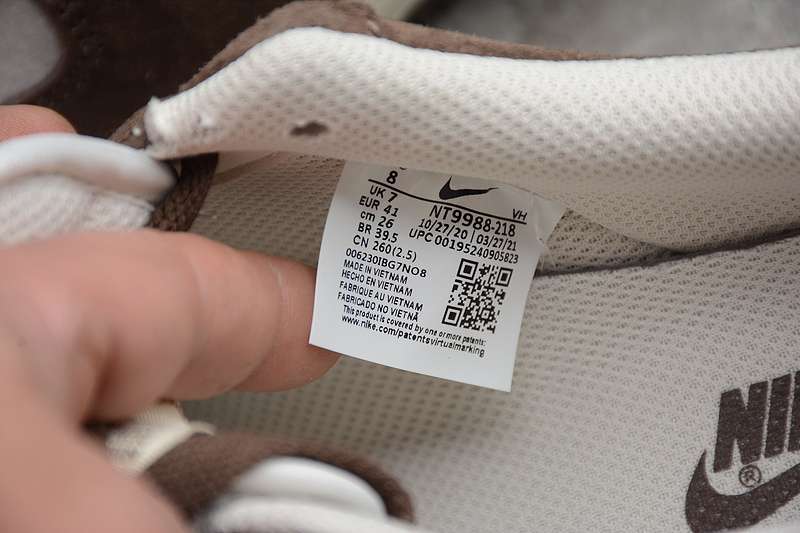 8
UK 7
EUR 41
cm 26
BR 39.5
CN 260(2.5)
VH
NT9988-218
10/27/20 03/27/21
UPC 00195240905823
006230IBG7NO8
MADE IN VIETNAM
HECHO EN VIETNAM
FABRIQUE AU VIETNAM
FABRICADO NO VIETNÃ
This product is covered by one or more patents:
www.nike.com/patentsvirtualmarking
NIK
®